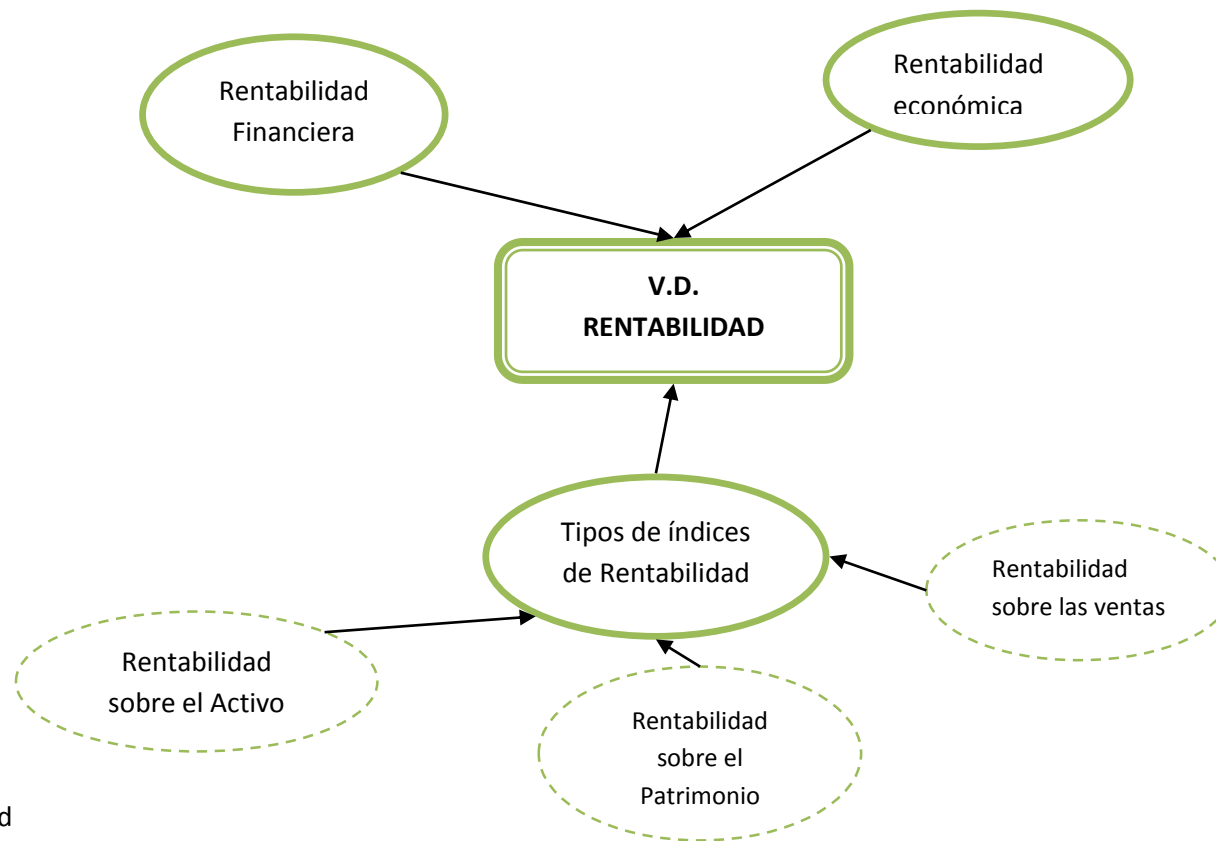 Rentabilidad
Financiera
Rentabilidad
económica
V.D.
RENTABILIDAD
Tipos de índices
de Rentabilidad
Rentabilidad
sobre las ventas
Rentabilidad
sobre el Activo
Rentabilidad
sobre el
Patrimonio
d